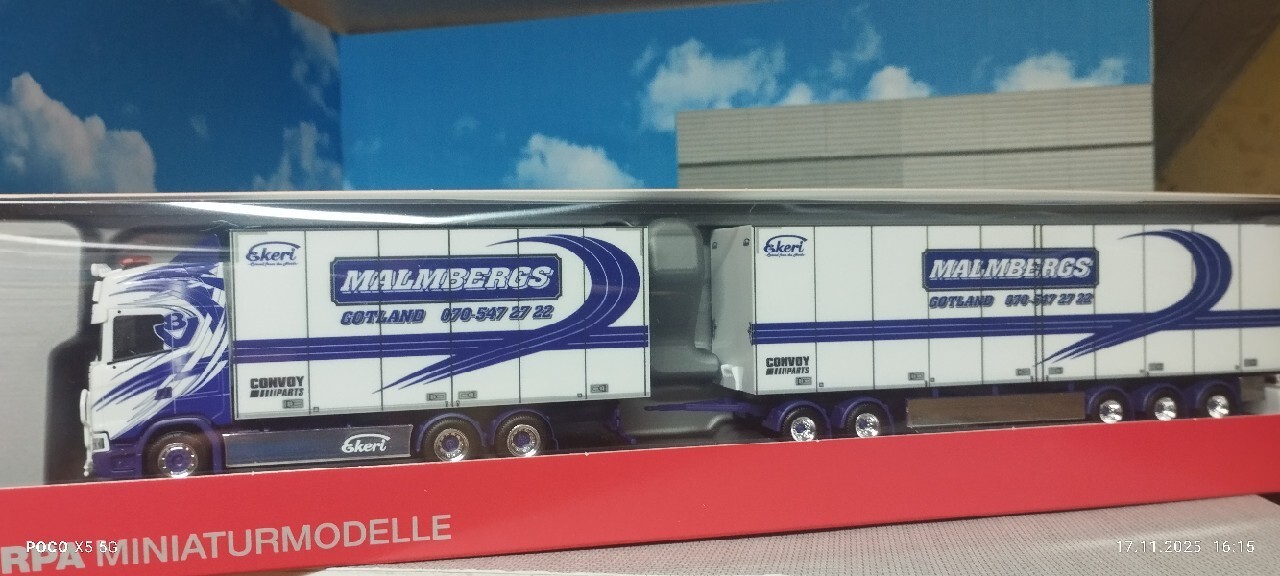 Ekeri
MALMBERGS
GOTLAND 070-547 27 22
CONVOY
PARTS
B
Ekeri
Ekeri
MALMBERGS
GOTLAND 070-547 27 22
CONVOY
PARTS
RPA MINIATURMODELLE
POCO X5 5G
17.11.2025 16:15